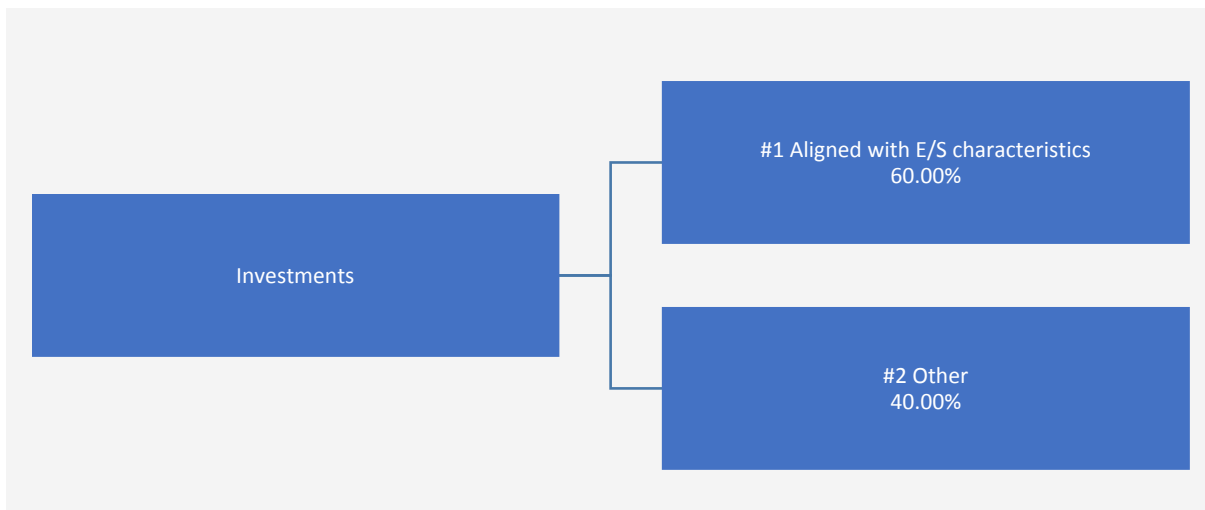 Investments
#1 Aligned with E/S characteristics
60.00%
#2 Other
40.00%